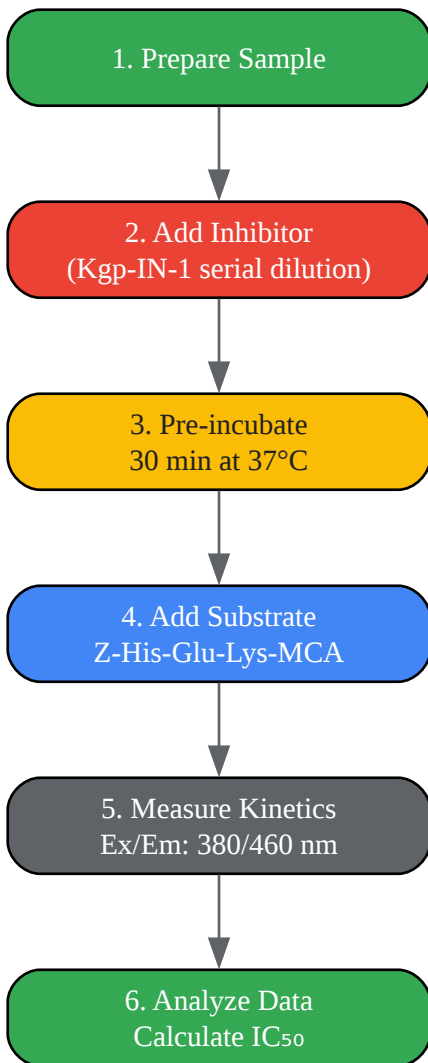 1. Prepare Sample
2. Add Inhibitor
(Kgp-IN-1 serial dilution)
3. Pre-incubate
30 min at 37°C
4. Add Substrate
Z-His-Glu-Lys-MCA
5. Measure Kinetics
Ex/Em: 380/460 nm
6. Analyze Data
Calculate IC₅₀